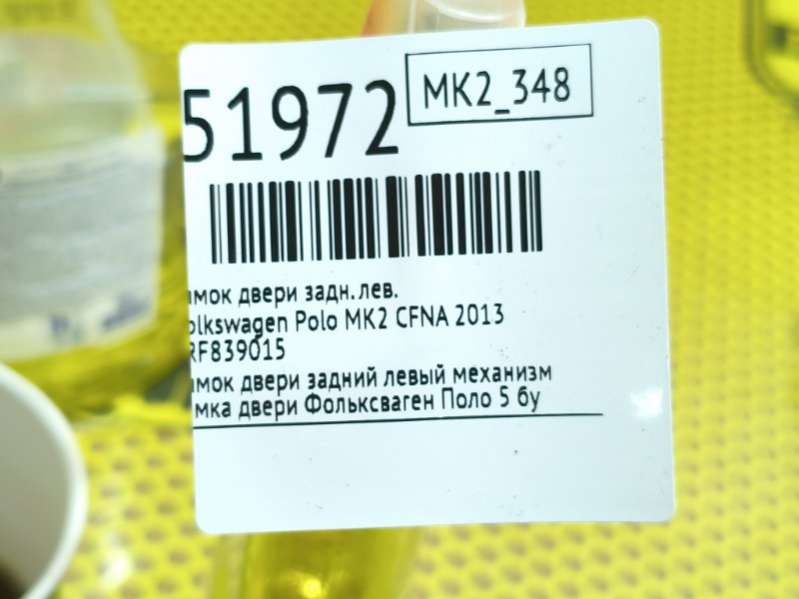 51972
MK2_348
амок двери задн. лев.
olkswagen Polo MK2 CFNA 2013
RF839015
амок двери задний левый механизм
мка двери Фольксваген Поло 5 бу